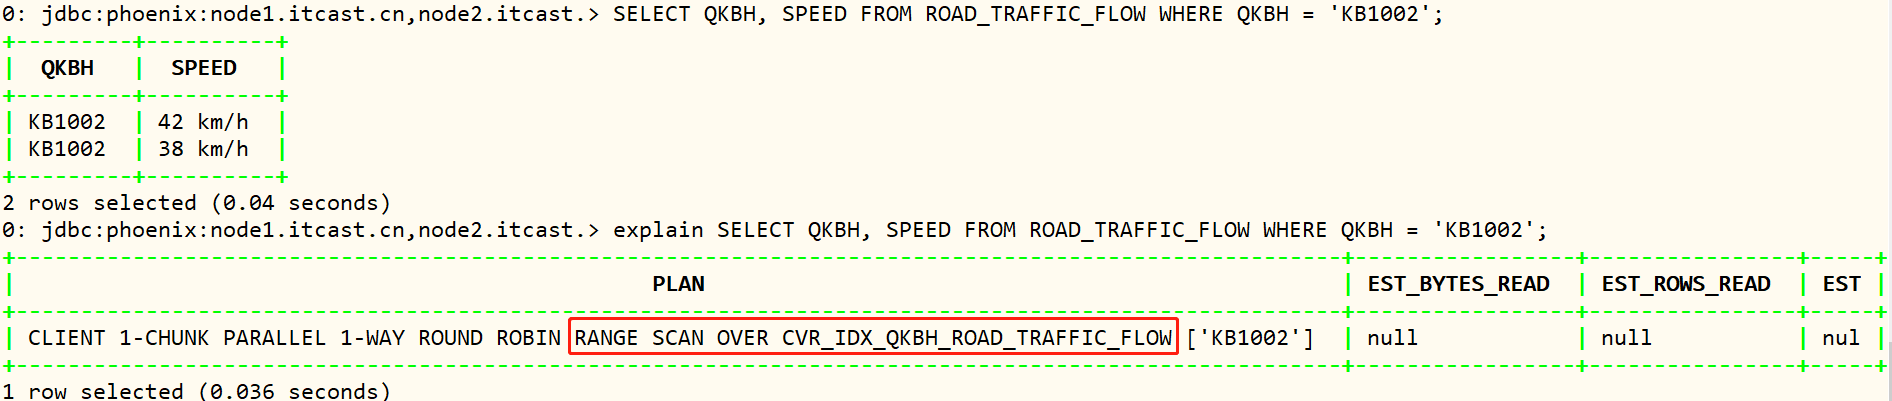 0: jdbc:phoenix:node1.itcast.cn,node2.itcast.> SELECT QKBH, SPEED FROM ROAD_TRAFFIC_FLOW WHERE QKBH = 'KB1002';
+---------+----------+
| QKBH | SPEED |
+---------+----------+
| KB1002 | 42 km/h |
| KB1002 | 38 km/h |
+---------+----------+
2 rows selected (0.04 seconds)
0: jdbc:phoenix:node1.itcast.cn,node2.itcast.> explain SELECT QKBH, SPEED FROM ROAD_TRAFFIC_FLOW WHERE QKBH = 'KB1002';
+------------------------------------------------------------------------------------------------------+-----------------+----------------+-----+
| PLAN | EST_BYTES_READ | EST_ROWS_READ | EST |
+------------------------------------------------------------------------------------------------------+-----------------+----------------+-----+
| CLIENT 1-CHUNK PARALLEL 1-WAY ROUND ROBIN RANGE SCAN OVER CVR_IDX_QKBH_ROAD_TRAFFIC_FLOW ['KB1002'] | null | null | nul |
+------------------------------------------------------------------------------------------------------+-----------------+----------------+-----+
1 row selected (0.036 seconds)